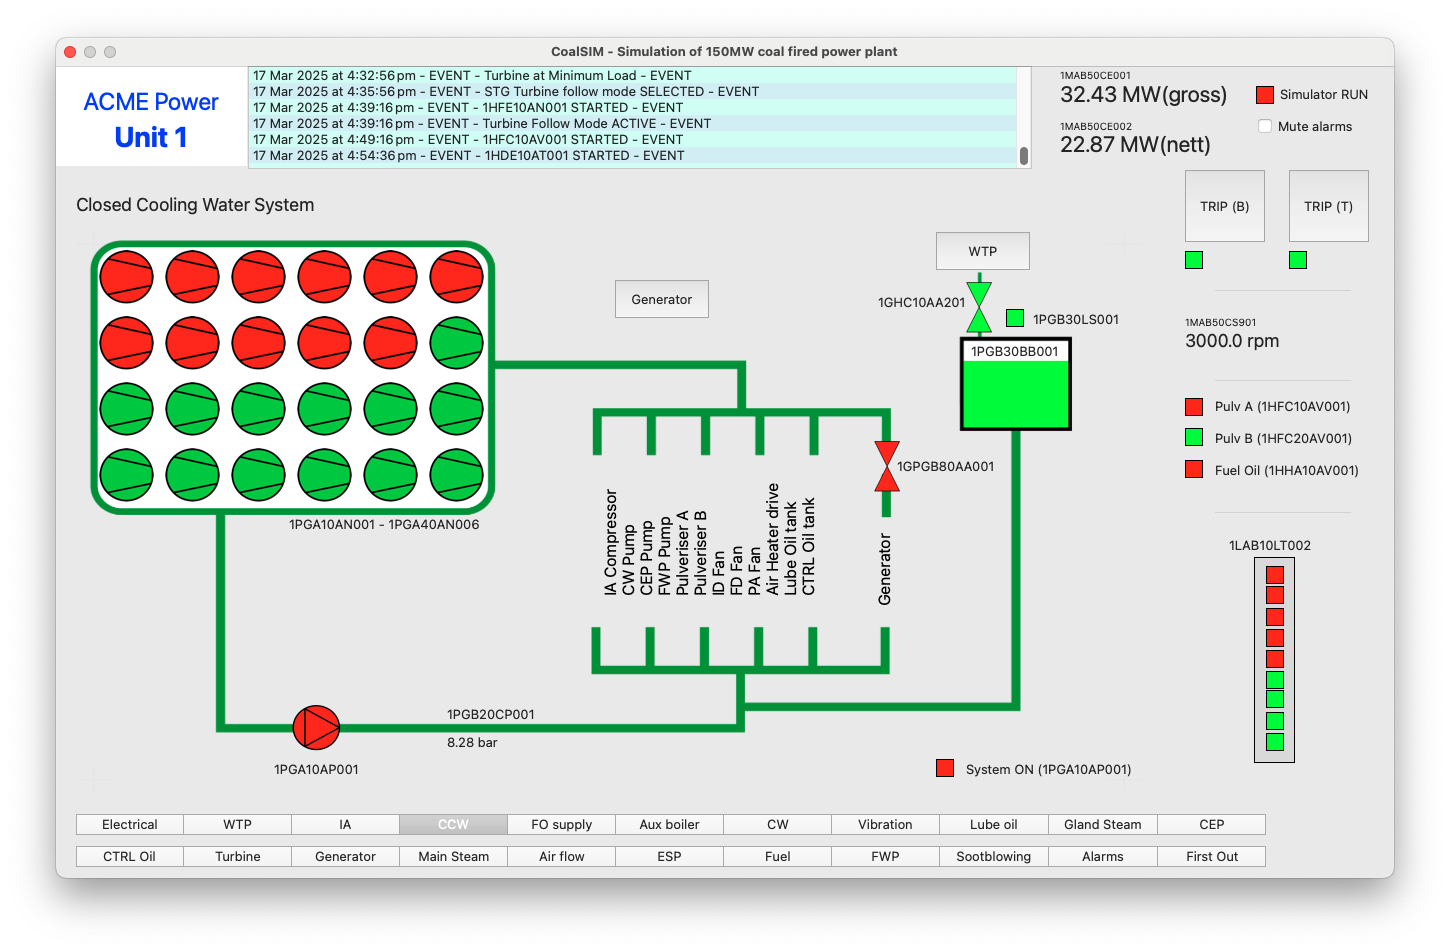 CoalSIM - Simulation of 150MW coal fired power plant
ACME Power
Unit 1
17 Mar 2025 at 4:32:56 pm - EVENT - Turbine at Minimum Load - EVENT
17 Mar 2025 at 4:35:56 pm - EVENT - STG Turbine follow mode SELECTED - EVENT
17 Mar 2025 at 4:39:16 pm - EVENT - 1HFE10AN001 STARTED - EVENT
17 Mar 2025 at 4:39:16 pm - EVENT - Turbine Follow Mode ACTIVE - EVENT
17 Mar 2025 at 4:49:16 pm - EVENT - 1HFC10AV001 STARTED - EVENT
17 Mar 2025 at 4:54:36 pm - EVENT - 1HDE10AT001 STARTED - EVENT
1MAB50CE001
32.43 MW(gross)
1MAB50CE002
22.87 MW(nett)
Simulator RUN
Mute alarms
TRIP (B)
TRIP (T)
Closed Cooling Water System
WTP
Generator
1GHC10AA201
1PGB30LS001
1PGB30BB001
1MAB50CS901
3000.0 rpm
Pulv A (1HFC10AV001)
Pulv B (1HFC20AV001)
Fuel Oil (1HHA10AV001)
1GPGB80AA001
1PGA10AN001 - 1PGA40AN006
IA Compressor
CW Pump
CEP Pump
FWP Pump
Pulveriser A
Pulveriser B
ID Fan
FD Fan
PA Fan
Air Heater drive
Lube Oil tank
CTRL Oil tank
Generator
1LAB10LT002
1PGB20CP001
8.28 bar
1PGA10AP001
System ON (1PGA10AP001)
Electrical
WTP
IA
CCW
FO supply
Aux boiler
CW
Vibration
Lube oil
Gland Steam
CEP
CTRL Oil
Turbine
Generator
Main Steam
Air flow
ESP
Fuel
FWP
Sootblowing
Alarms
First Out